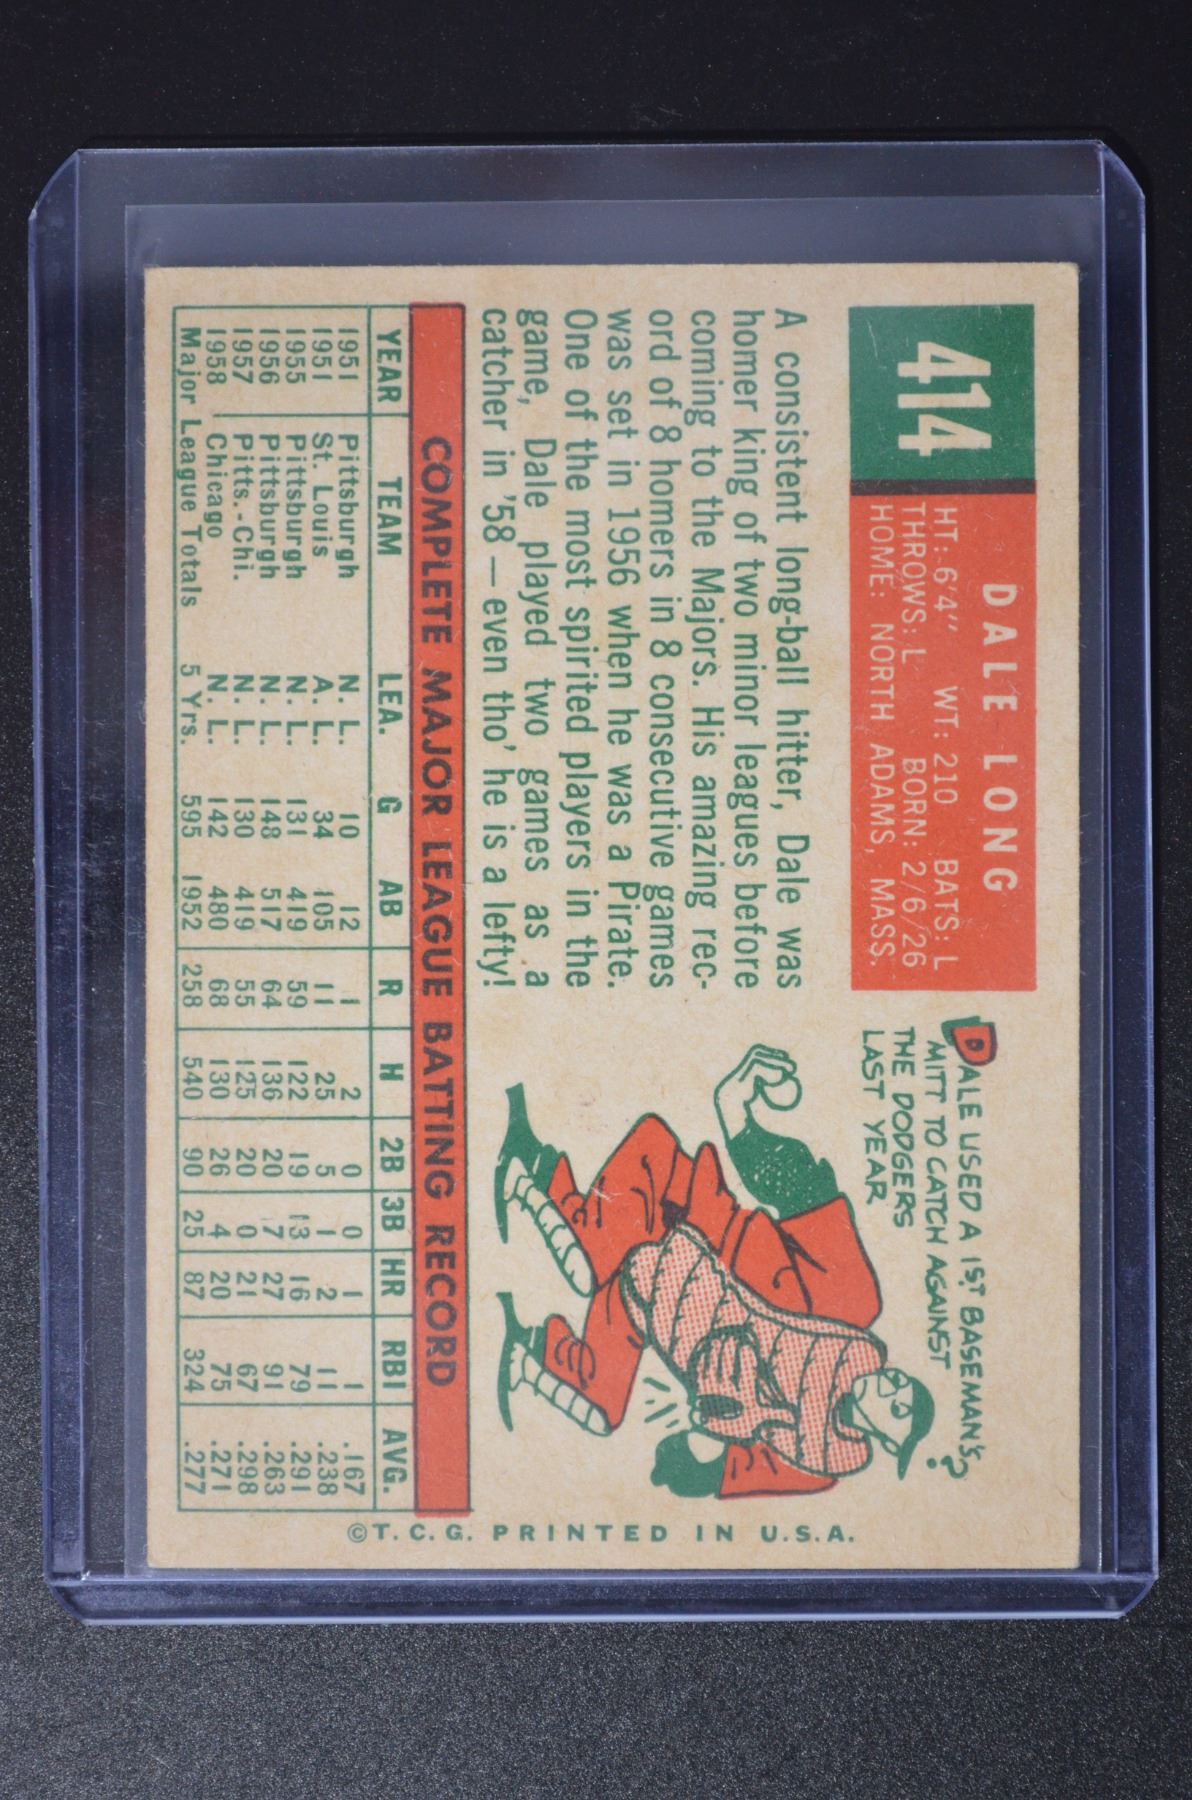 414
DALE LONG
HT: 6'4" WT: 210 BATS: L
THROWS: L BORN: 2/6/26
HOME: NORTH ADAMS, MASS.
A consistent long-ball hitter, Dale was
homer king of two minor leagues before
coming to the Majors. His amazing rec-
ord of 8 homers in 8 consecutive games
was set in 1956 when he was a Pirate.
One of the most spirited players in the
game, Dale played two games as a
catcher in '58—even tho' he is a lefty!
DALE USED A 1ST BASEMAN'S
MITT TO CATCH AGAINST
THE DODGERS
LAST YEAR
?
COMPLETE MAJOR LEAGUE BATTING RECORD
YEAR TEAM LEA. G AB R H 2B 3B HR RBI AVG.
1951 Pittsburgh N. L. 10 12 1 2 0 0 1 1 .167
1951 St. Louis A. L. 34 105 11 25 5 1 2 11 .238
1955 Pittsburgh N. L. 131 419 59 122 19 13 16 79 .291
1956 Pittsburgh N. L. 148 517 64 136 20 7 27 91 .263
1957 Pitts.-Chi. N. L. 130 419 55 125 20 0 21 67 .298
1958 Chicago N. L. 142 480 68 130 26 4 20 75 .271
Major League Totals 5 Yrs. 595 1952 258 540 90 25 87 324 .277
©T. C. G. PRINTED IN U.S.A.